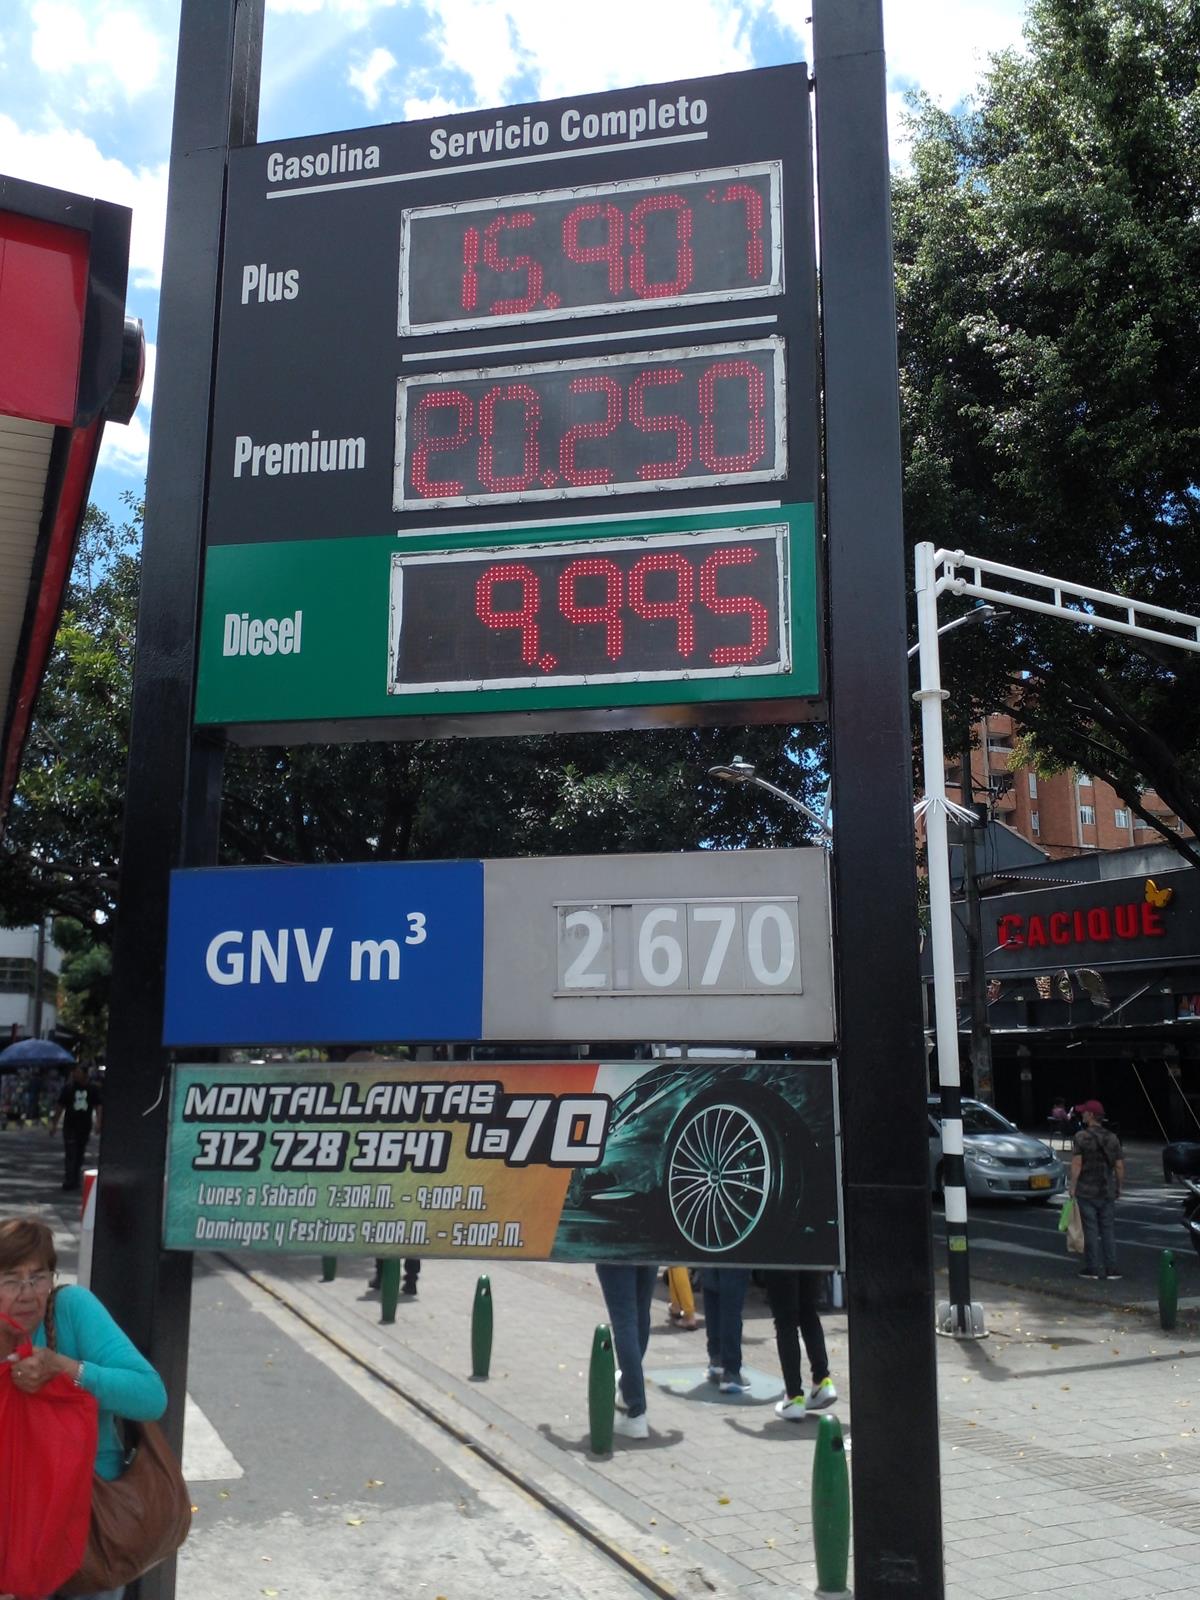 Gasolina Servicio Completo
Plus 15.907
Premium 20.250
Diesel 9.995
GNV m³ 2.670
MONTALLANTAS
la 70
312 728 3641
Lunes a Sabado 7:30A.M. - 9:00P.M.
Domingos y Festivos 9:00A.M. - 5:00P.M.
CACIQUE